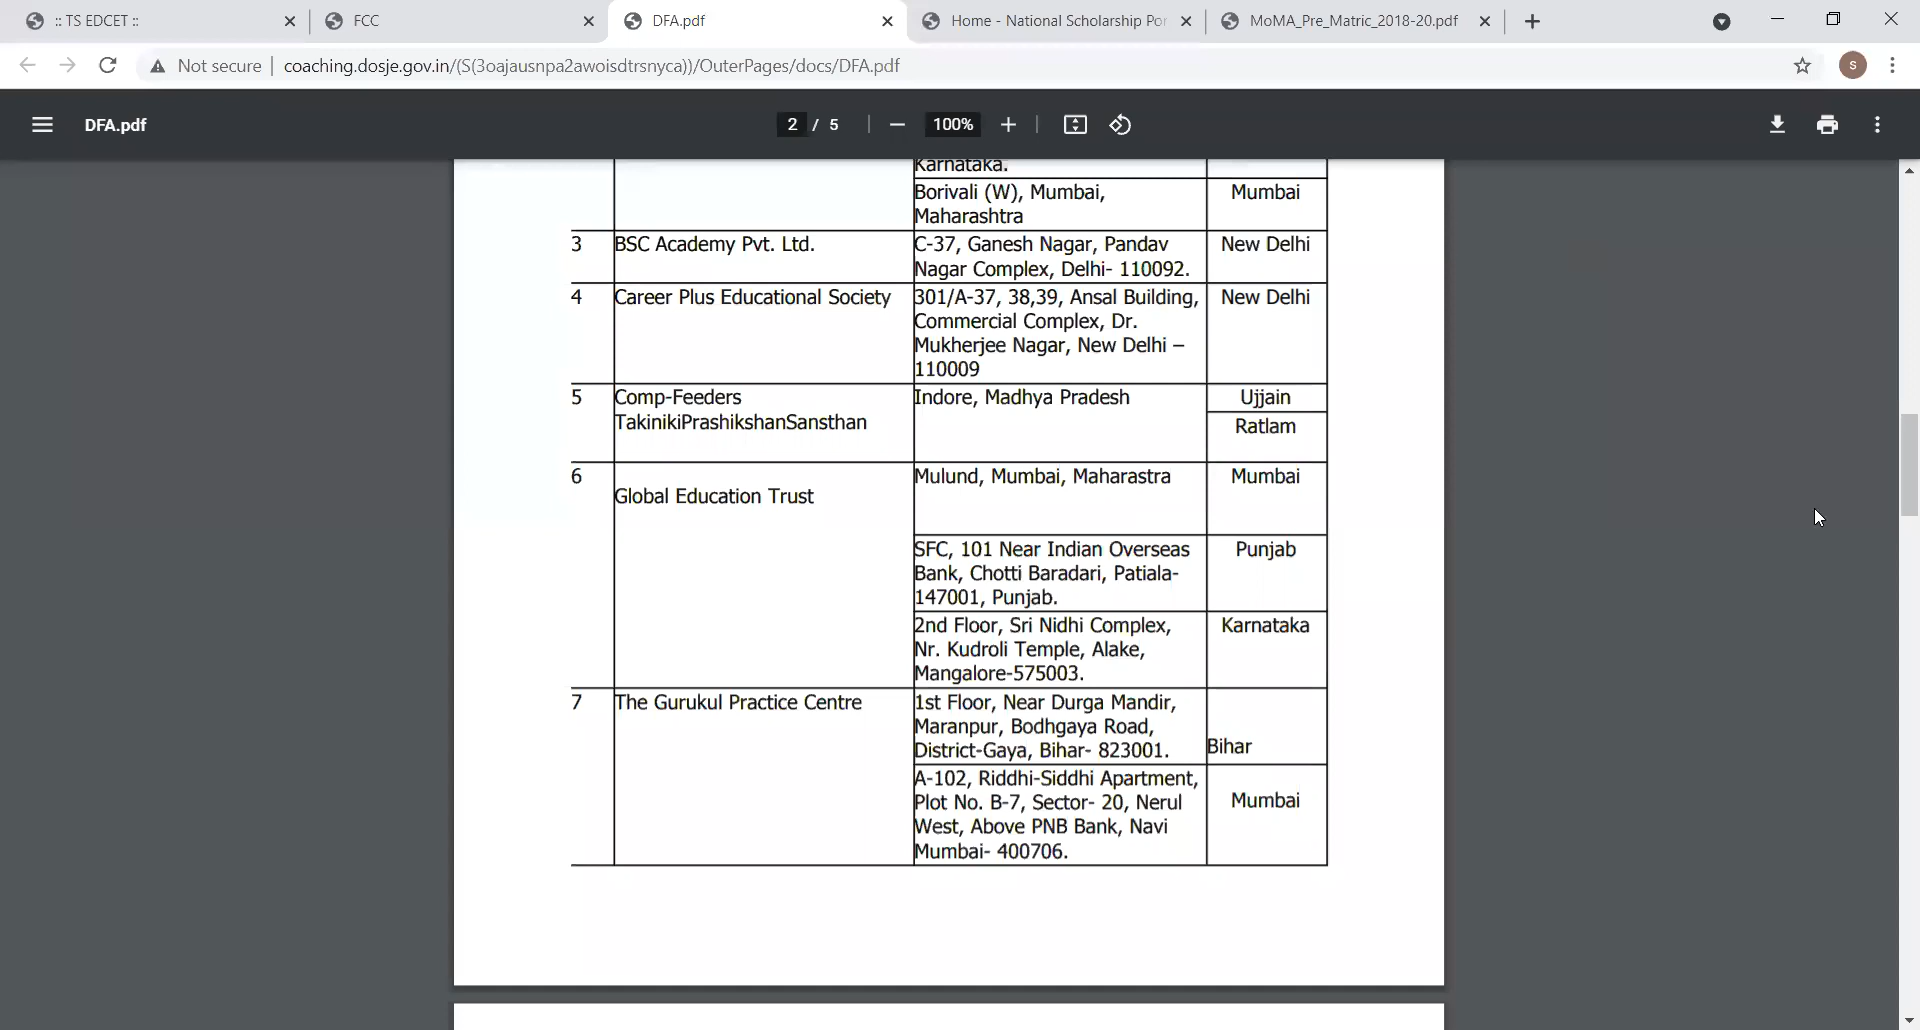 :: TS EDCET ::
FCC
DFA.pdf
Home - National Scholarship Por
MoMA_Pre_Matric_2018-20.pdf
Not secure
coaching.dosje.gov.in/(S(3oajausnpa2awoisdtrsnyca))/OuterPages/docs/DFA.pdf
S
DFA.pdf
2 / 5
100%
Karnataka.
Borivali (W), Mumbai,
Maharashtra
Mumbai
3
BSC Academy Pvt. Ltd.
C-37, Ganesh Nagar, Pandav
Nagar Complex, Delhi- 110092.
New Delhi
4
Career Plus Educational Society
301/A-37, 38,39, Ansal Building,
Commercial Complex, Dr.
Mukherjee Nagar, New Delhi –
110009
New Delhi
5
Comp-Feeders
TakinikiPrashikshanSansthan
Indore, Madhya Pradesh
Ujjain
Ratlam
6
Global Education Trust
Mulund, Mumbai, Maharastra
Mumbai
SFC, 101 Near Indian Overseas
Bank, Chotti Baradari, Patiala-
147001, Punjab.
Punjab
2nd Floor, Sri Nidhi Complex,
Nr. Kudroli Temple, Alake,
Mangalore-575003.
Karnataka
7
The Gurukul Practice Centre
1st Floor, Near Durga Mandir,
Maranpur, Bodhgaya Road,
District-Gaya, Bihar- 823001.
Bihar
A-102, Riddhi-Siddhi Apartment,
Plot No. B-7, Sector- 20, Nerul
West, Above PNB Bank, Navi
Mumbai- 400706.
Mumbai